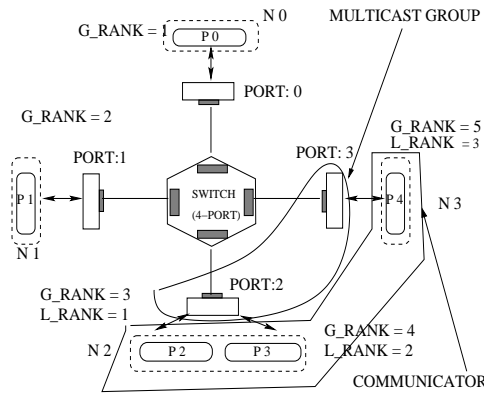 N 0
MULTICAST GROUP
G_RANK = 1
P 0
PORT: 0
G_RANK = 2
G_RANK = 5
L_RANK = 3
PORT:1
PORT: 3
P 1
SWITCH
(4-PORT)
P 4
N 3
N 1
PORT:2
G_RANK = 3
L_RANK = 1
G_RANK = 4
L_RANK = 2
N 2
P 2
P 3
COMMUNICATOR